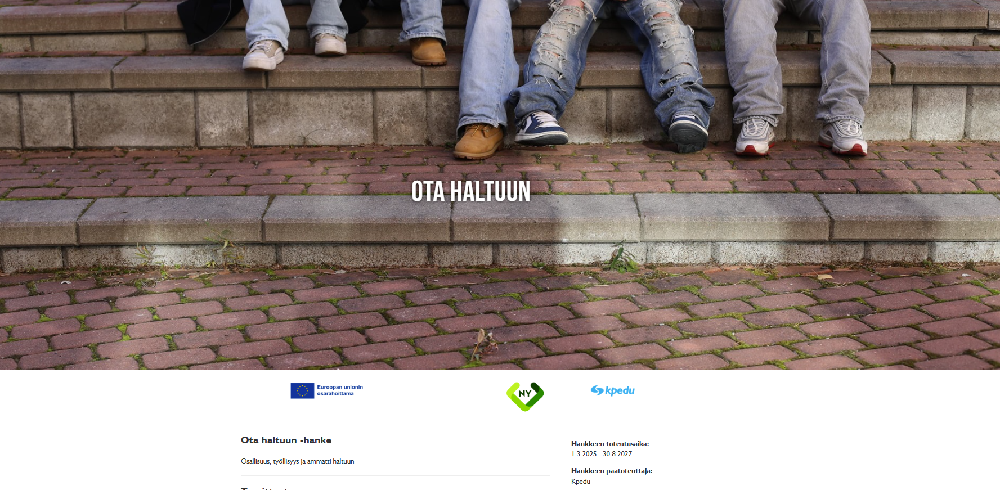 OTA HALTUUN
Euroopan unionin
osarahoittama
NY
kpedu
Ota haltuun -hanke
Osallisuus, työllisyys ja ammatti haltuun
Hankkeen toteutusaika:
1.3.2025 - 30.8.2027
Hankkeen päätoteuttaja:
Kpedu